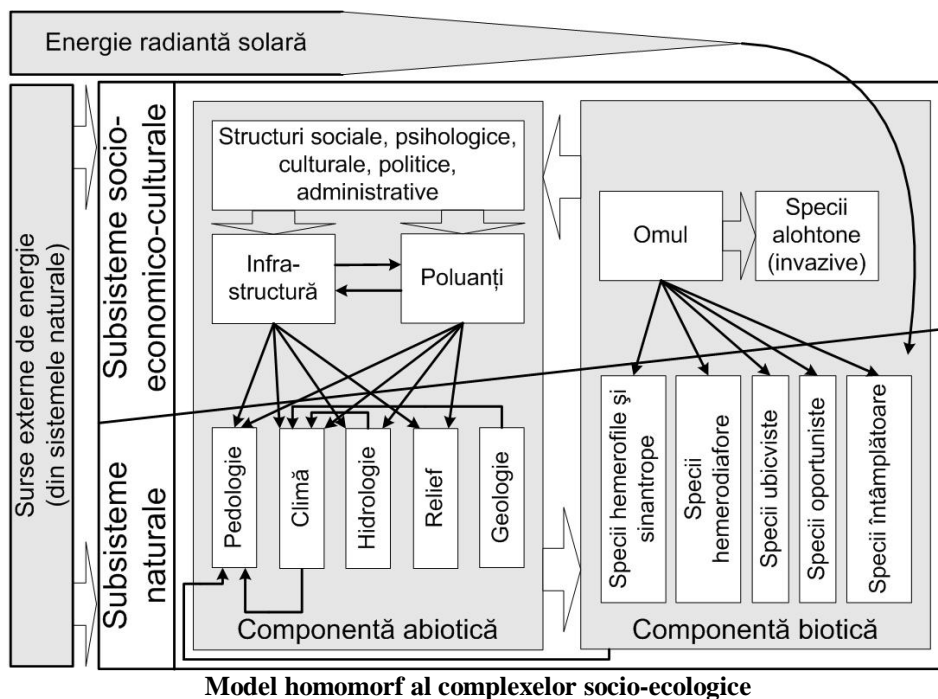 Energie radiantă solară
Surse externe de energie
(din sistemele naturale)
Subsisteme socio-
economico-culturale
Subsisteme
naturale
Structuri sociale, psihologice,
culturale, politice,
administrative
Infra-
structură
Poluanți
Pedologie
Climă
Hidrologie
Relief
Geologie
Componentă abiotică
Omul
Specii
alohtone
(invazive)
Specii hemerofile şi
sinantrope
Specii
hemerodiafore
Specii ubicviste
Specii oportuniste
Specii întâmplătoare
Componentă biotică
Model homomorf al complexelor socio-ecologice